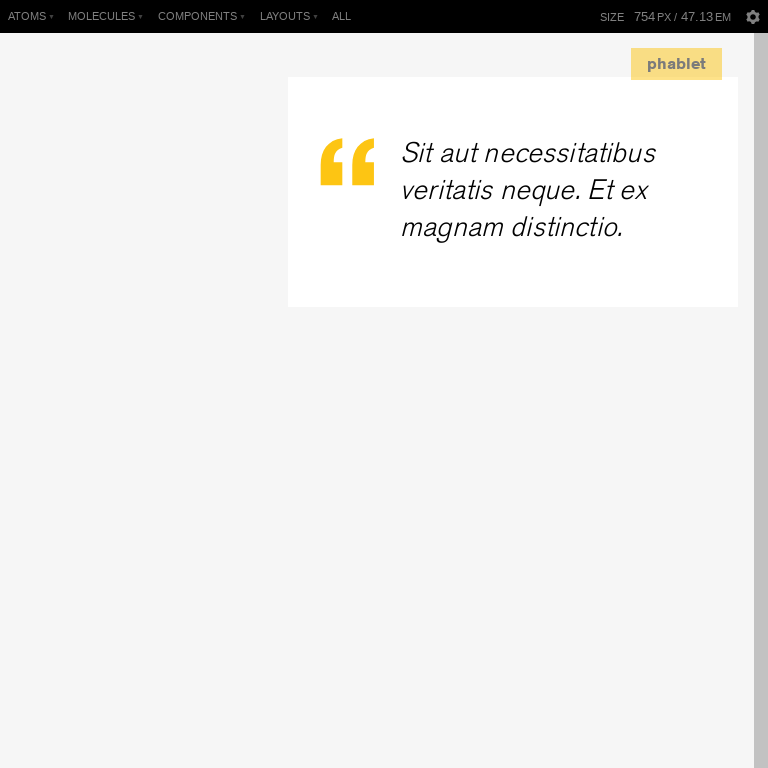 ATOMS ▾ MOLECULES ▾ COMPONENTS ▾ LAYOUTS ▾ ALL SIZE 754 PX / 47.13 EM
phablet
“ Sit aut necessitatibus
veritatis neque. Et ex
magnam distinctio.